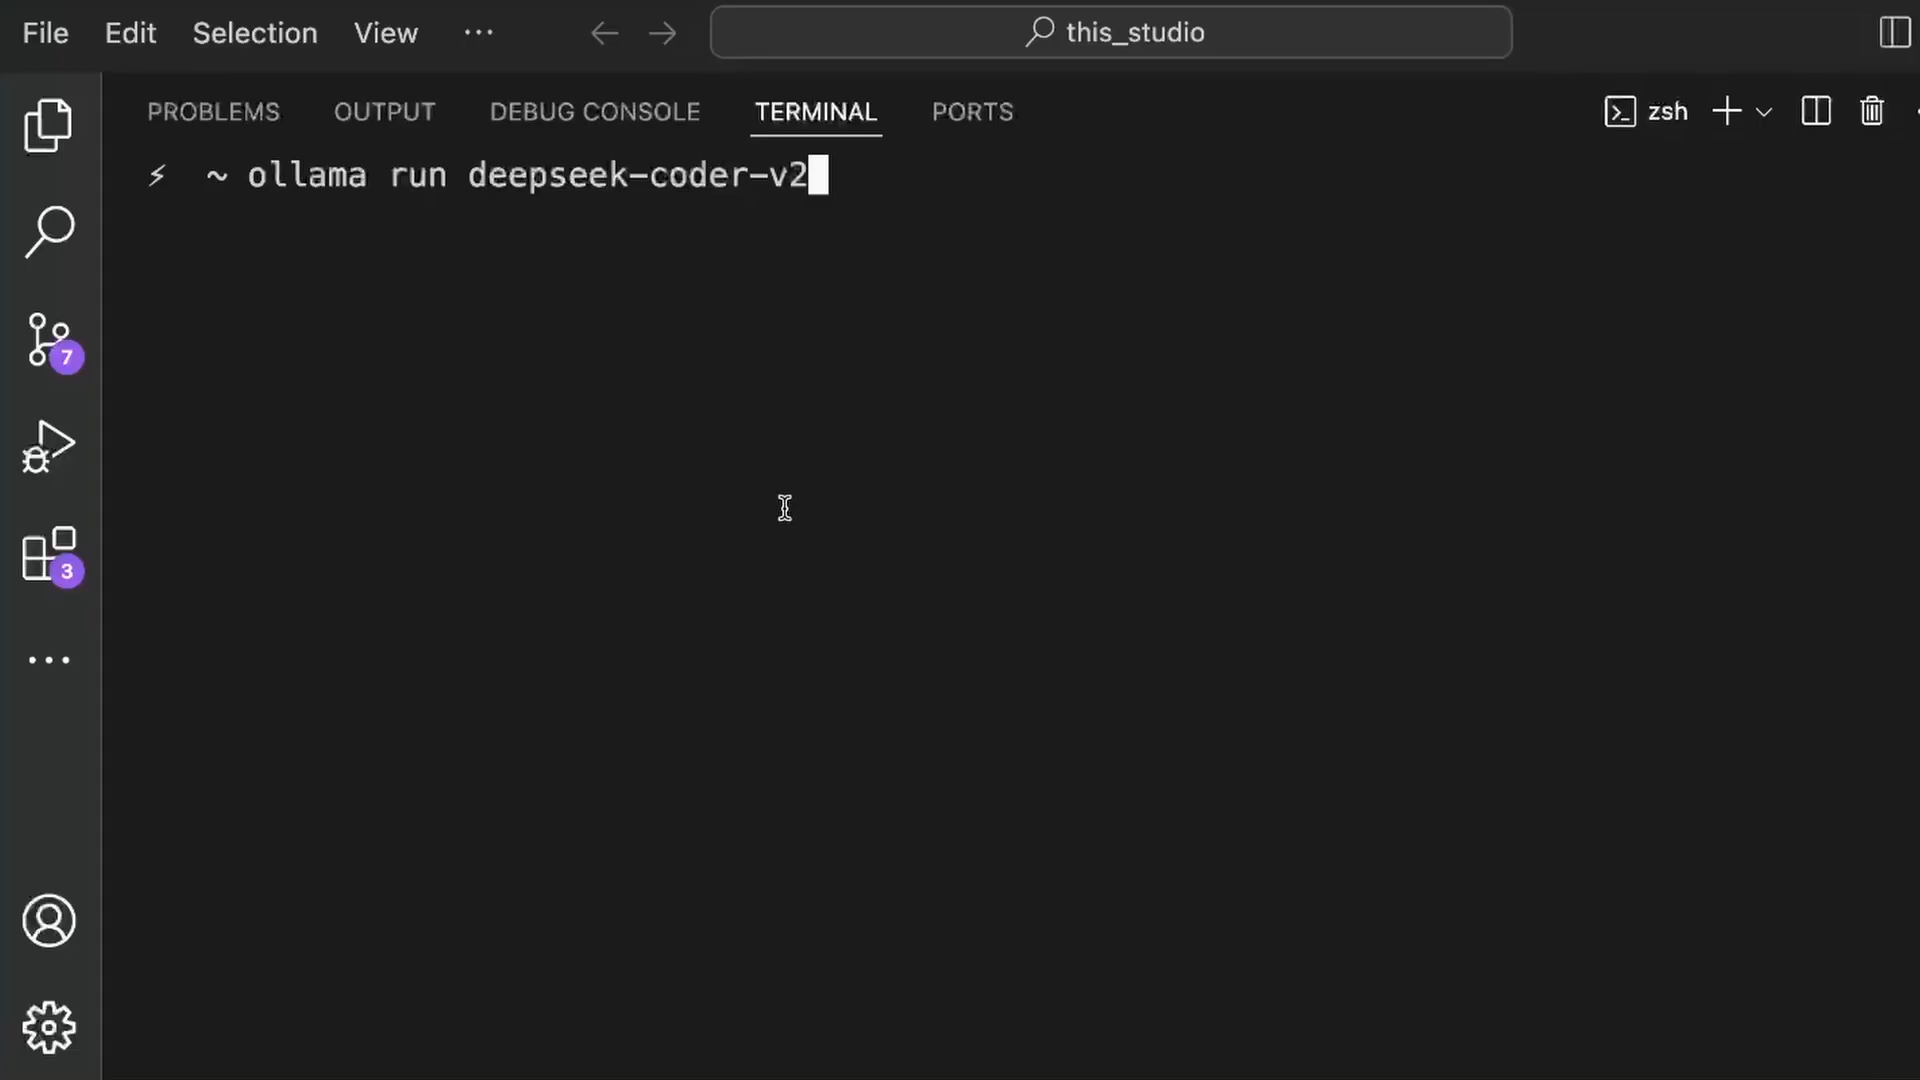 File Edit Selection View ··· this_studio
PROBLEMS OUTPUT DEBUG CONSOLE TERMINAL PORTS zsh
⚡ ~ ollama run deepseek-coder-v2
7
3